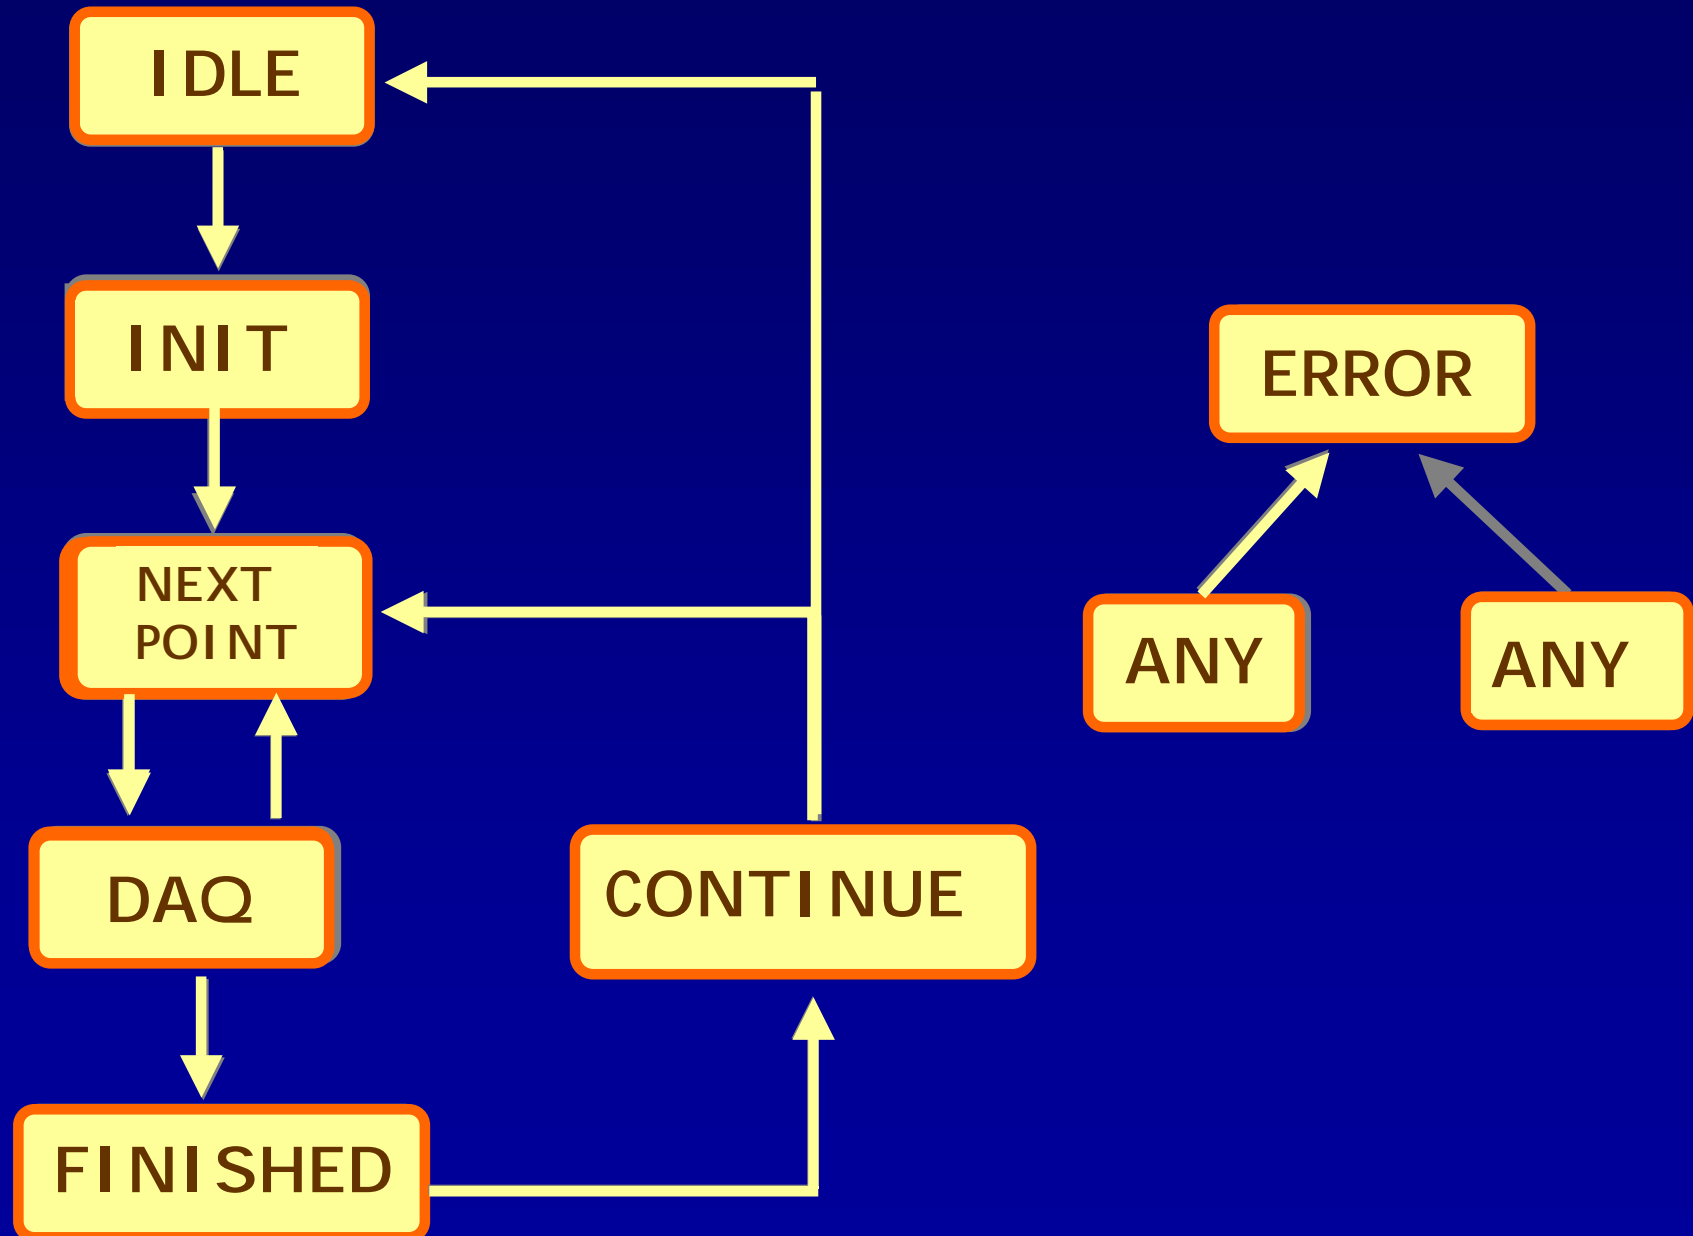 IDLE
INIT
NEXT
POINT
DAQ
FINISHED
CONTINUE
ERROR
ANY
ANY